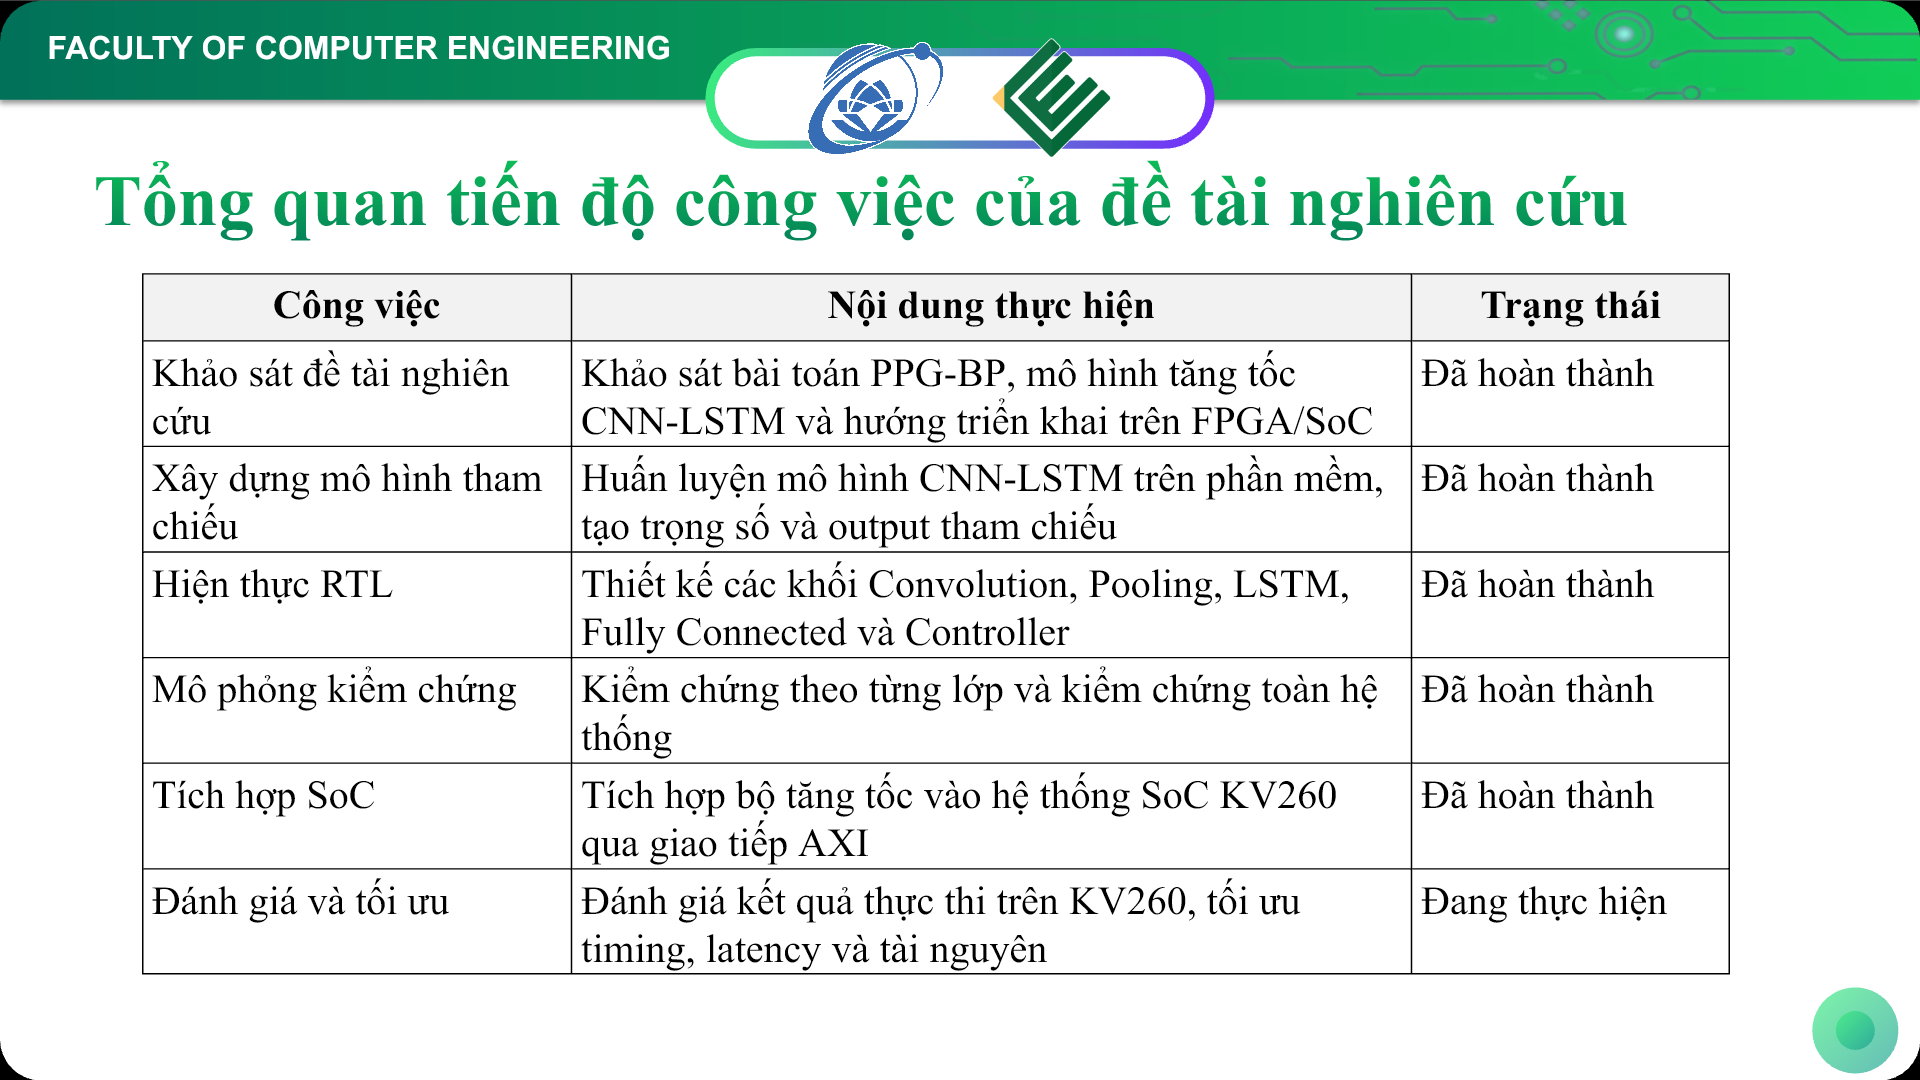 FACULTY OF COMPUTER ENGINEERING
Tổng quan tiến độ công việc của đề tài nghiên cứu
Công việc
Nội dung thực hiện
Trạng thái
Khảo sát đề tài nghiên
cứu
Khảo sát bài toán PPG-BP, mô hình tăng tốc
CNN-LSTM và hướng triển khai trên FPGA/SoC
Đã hoàn thành
Xây dựng mô hình tham
chiếu
Huấn luyện mô hình CNN-LSTM trên phần mềm,
tạo trọng số và output tham chiếu
Đã hoàn thành
Hiện thực RTL
Thiết kế các khối Convolution, Pooling, LSTM,
Fully Connected và Controller
Đã hoàn thành
Mô phỏng kiểm chứng
Kiểm chứng theo từng lớp và kiểm chứng toàn hệ
thống
Đã hoàn thành
Tích hợp SoC
Tích hợp bộ tăng tốc vào hệ thống SoC KV260
qua giao tiếp AXI
Đã hoàn thành
Đánh giá và tối ưu
Đánh giá kết quả thực thi trên KV260, tối ưu
timing, latency và tài nguyên
Đang thực hiện